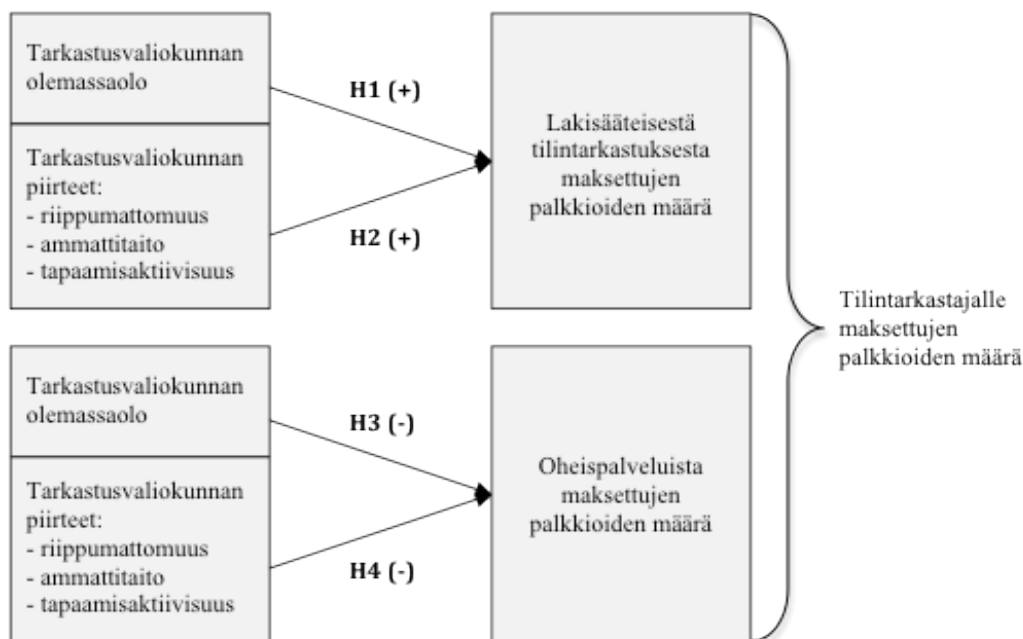 Tarkastusvaliokunnan
olemassaolo
Tarkastusvaliokunnan
piirteet:
- riippumattomuus
- ammattitaito
- tapaamisaktiivisuus
H1 (+)
H2 (+)
Lakisääteisestä
tilintarkastuksesta
maksettujen
palkkioiden määrä
Tarkastusvaliokunnan
olemassaolo
Tarkastusvaliokunnan
piirteet:
- riippumattomuus
- ammattitaito
- tapaamisaktiivisuus
H3 (-)
H4 (-)
Oheispalveluista
maksettujen
palkkioiden määrä
Tilintarkastajalle
maksettujen
palkkioiden määrä